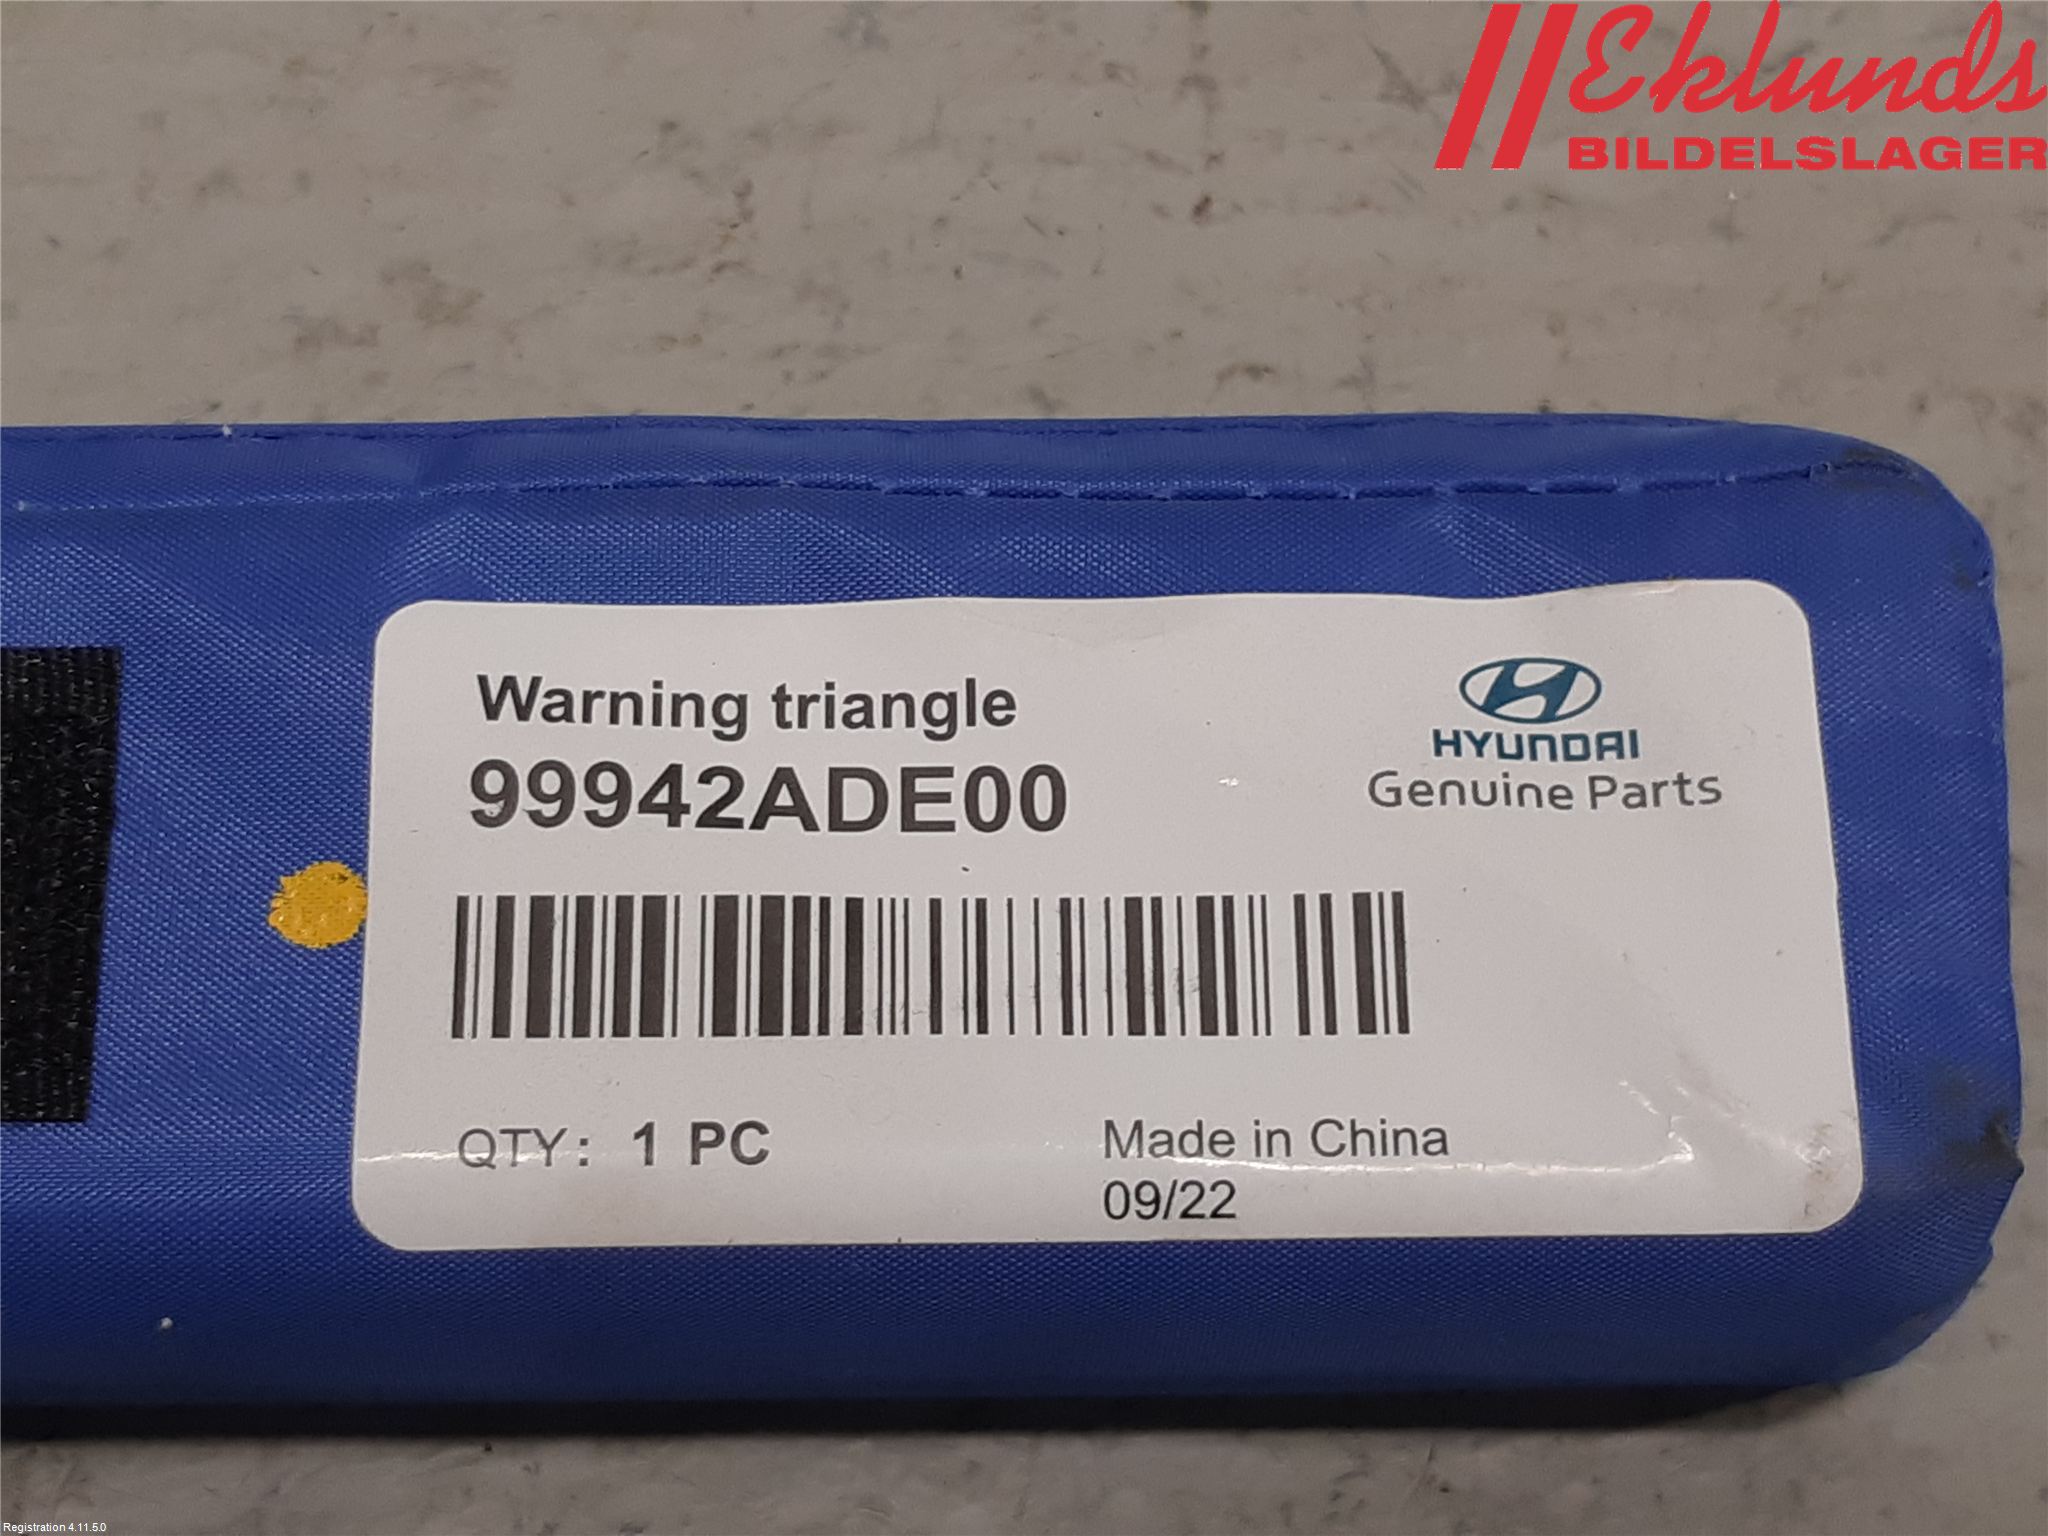 Eklunds
BILDELSLAGER
Warning triangle
99942ADE00
HYUNDAI
Genuine Parts
QTY: 1 PC
Made in China
09/22
Registration 4.11.5.0